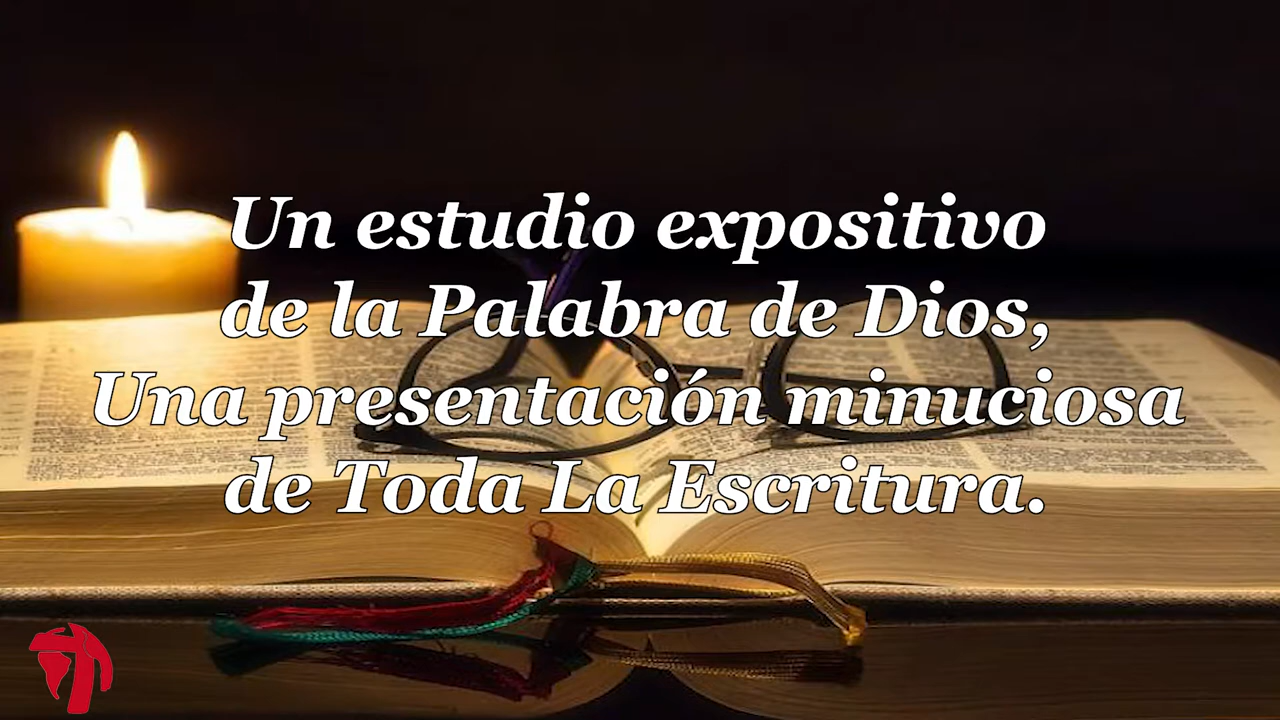 Un estudio expositivo
de la Palabra de Dios,
Una presentación minuciosa
de Toda La Escritura.